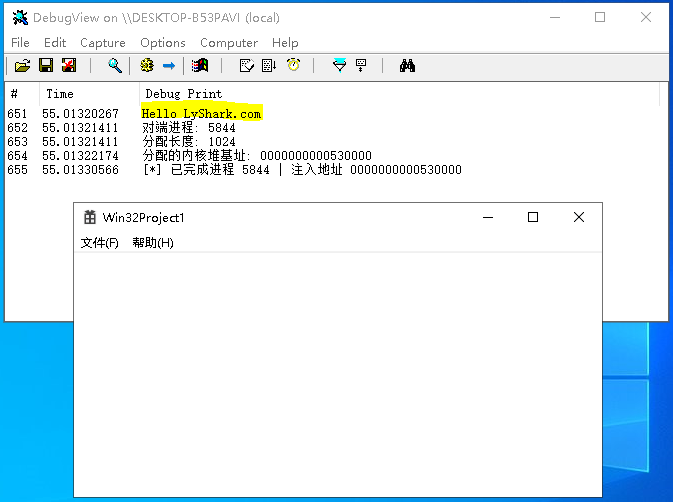 DebugView on \\DESKTOP-B53PAVI (local)
File Edit Capture Options Computer Help
# Time Debug Print
651 55.01320267 Hello LyShark.com
652 55.01321411 对端进程: 5844
653 55.01321411 分配长度: 1024
654 55.01322174 分配的内核堆基址: 0000000000530000
655 55.01330566 [*] 已完成进程 5844 | 注入地址 0000000000530000
Win32Project1
文件(F) 帮助(H)